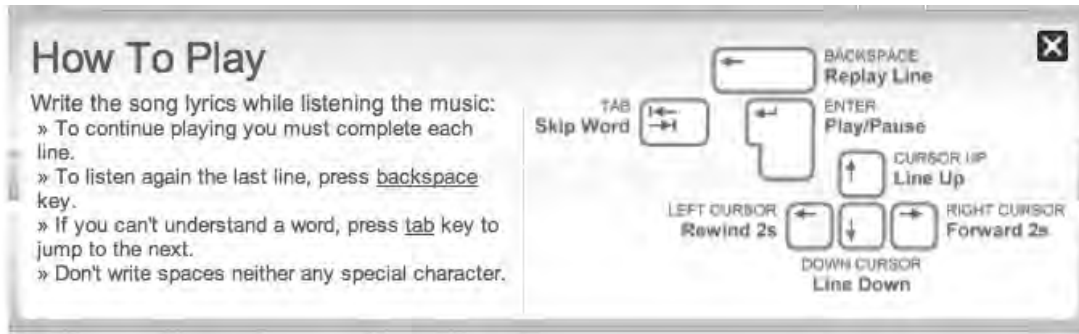 How To Play
Write the song lyrics while listening the music:
» To continue playing you must complete each
line.
» To listen again the last line, press backspace
key.
» If you can't understand a word, press tab key to
jump to the next.
» Don't write spaces neither any special character.
BACKSPACE
Replay Line
TAB
Skip Word
ENTER
Play/Pause
CURSOR UP
Line Up
LEFT CURSOR
Rewind 2s
RIGHT CURSOR
Forward 2s
DOWN CURSOR
Line Down